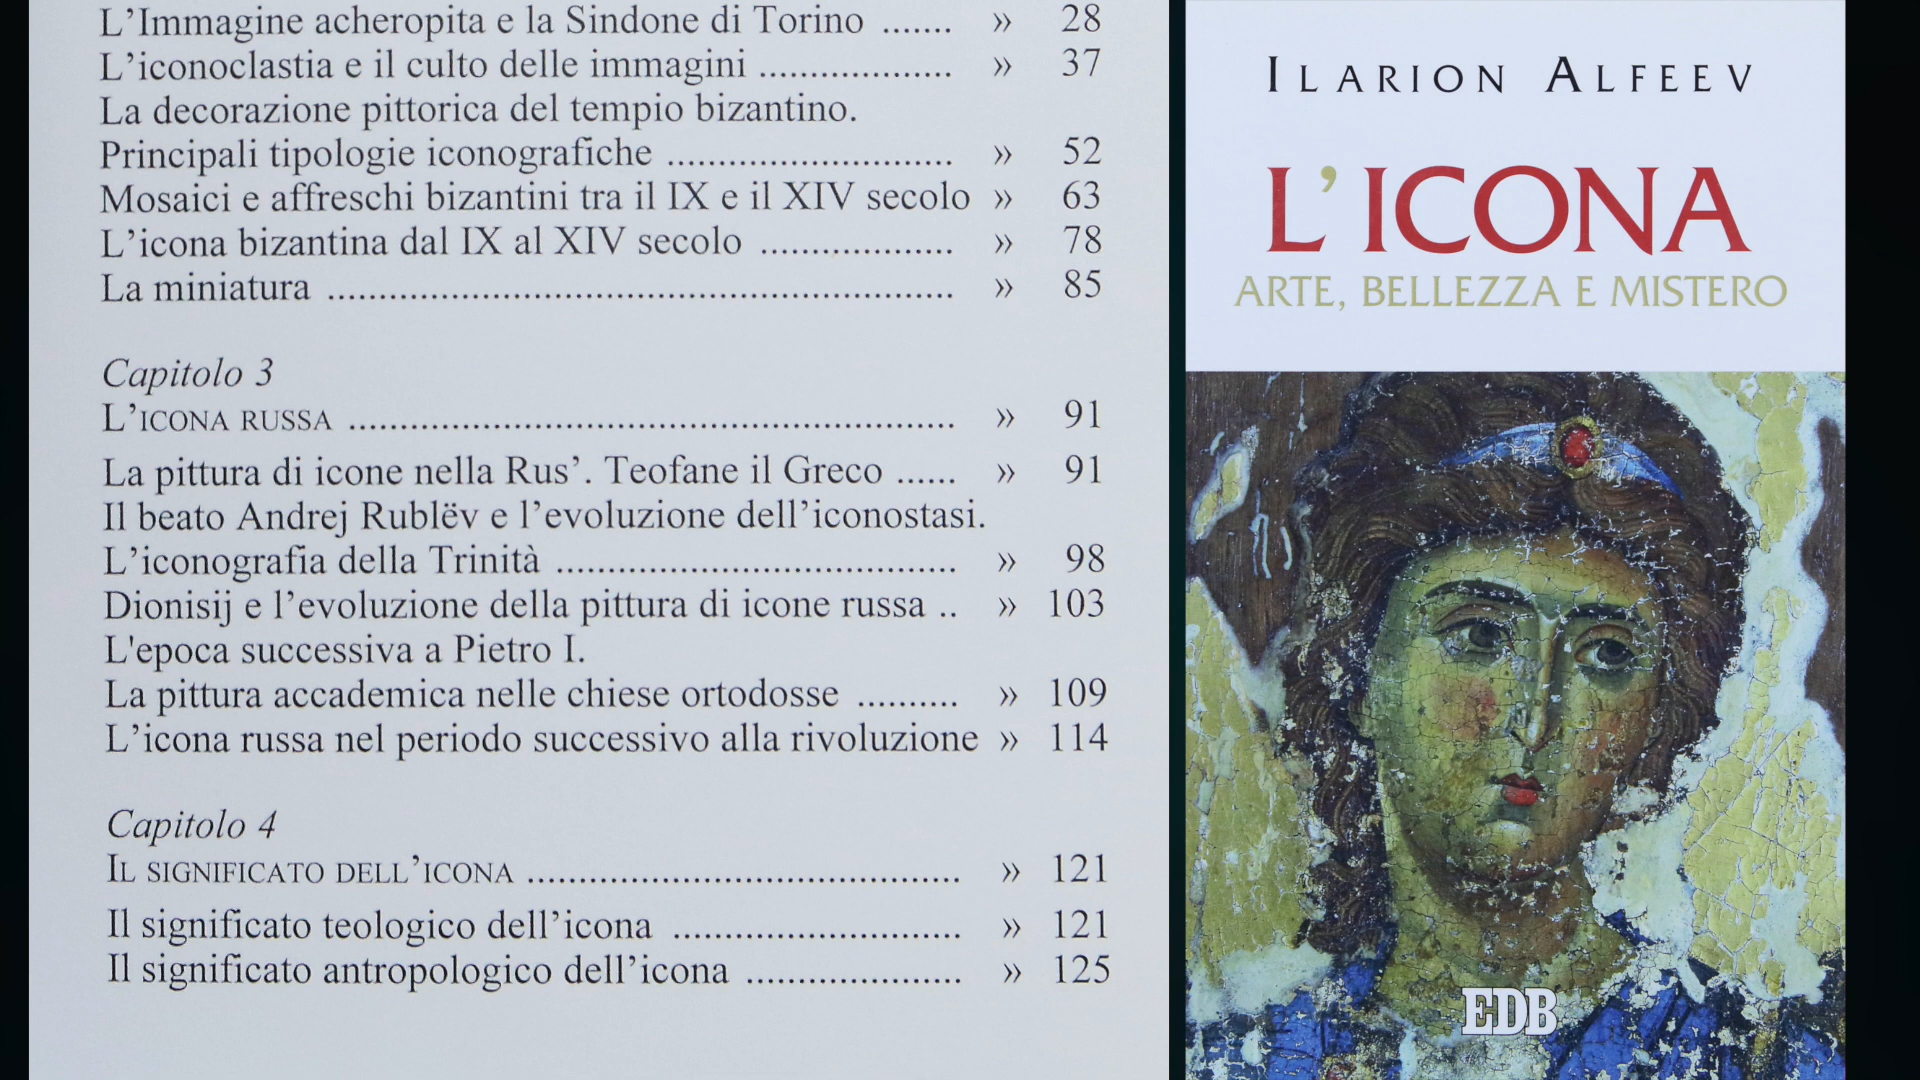 L’Immagine acheropita e la Sindone di Torino ....... » 28
L’iconoclastia e il culto delle immagini ................... » 37
La decorazione pittorica del tempio bizantino.
Principali tipologie iconografiche ............................ » 52
Mosaici e affreschi bizantini tra il IX e il XIV secolo » 63
L’icona bizantina dal IX al XIV secolo ................... » 78
La miniatura .............................................................. » 85
Capitolo 3
L’ICONA RUSSA ............................................................ » 91
La pittura di icone nella Rus’. Teofane il Greco ...... » 91
Il beato Andrej Rublëv e l’evoluzione dell’iconostasi.
L’iconografia della Trinità ........................................ » 98
Dionisij e l’evoluzione della pittura di icone russa .. » 103
L'epoca successiva a Pietro I.
La pittura accademica nelle chiese ortodosse .......... » 109
L’icona russa nel periodo successivo alla rivoluzione » 114
Capitolo 4
IL SIGNIFICATO DELL’ICONA ........................................... » 121
Il significato teologico dell’icona ............................. » 121
Il significato antropologico dell’icona ..................... » 125
ILARION ALFEEV
L’ICONA
ARTE, BELLEZZA E MISTERO
EDB